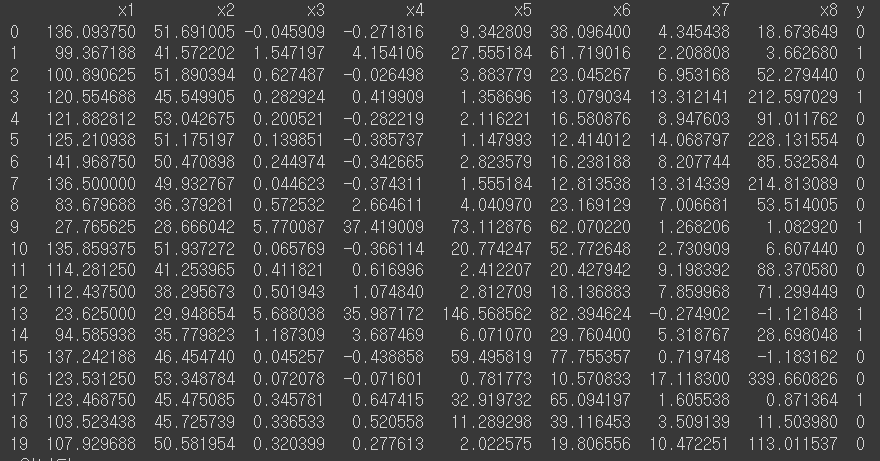 x1 x2 x3 x4 x5 x6 x7 x8 y
0 136.093750 51.691005 -0.045909 -0.271816 9.342809 38.096400 4.345438 18.673649 0
1 99.367188 41.572202 1.547197 4.154106 27.555184 61.719016 2.208808 3.662680 1
2 100.890625 51.890394 0.627487 -0.026498 3.883779 23.045267 6.953168 52.279440 0
3 120.554688 45.549905 0.282924 0.419909 1.358696 13.079034 13.312141 212.597029 1
4 121.882812 53.042675 0.200521 -0.282219 2.116221 16.580876 8.947603 91.011762 0
5 125.210938 51.175197 0.139851 -0.385737 1.147993 12.414012 14.068797 228.131554 0
6 141.968750 50.470898 0.244974 -0.342665 2.823579 16.238188 8.207744 85.532584 0
7 136.500000 49.932767 0.044623 -0.374311 1.555184 12.813538 13.314339 214.813089 0
8 83.679688 36.379281 0.572532 2.664611 4.040970 23.169129 7.006681 53.514005 0
9 27.765625 28.666042 5.770087 37.419009 73.112876 62.070220 1.268206 1.082920 1
10 135.859375 51.937272 0.065769 -0.366114 20.774247 52.772648 2.730909 6.607440 0
11 114.281250 41.253965 0.411821 0.616996 2.412207 20.427942 9.198392 88.370580 0
12 112.437500 38.295673 0.501943 1.074840 2.812709 18.136883 7.859968 71.299449 0
13 23.625000 29.948654 5.688038 35.987172 146.568562 82.394624 -0.274902 -1.121848 1
14 94.585938 35.779823 1.187309 3.687469 6.071070 29.760400 5.318767 28.698048 1
15 137.242188 46.454740 0.045257 -0.438858 59.495819 77.755357 0.719748 -1.183162 0
16 123.531250 53.348784 0.072078 -0.071601 0.781773 10.570833 17.118300 339.660826 0
17 123.468750 45.475085 0.345781 0.647415 32.919732 65.094197 1.605538 0.871364 1
18 103.523438 45.725739 0.336533 0.520558 11.289298 39.116453 3.509139 11.503980 0
19 107.929688 50.581954 0.320399 0.277613 2.022575 19.806556 10.472251 113.011537 0